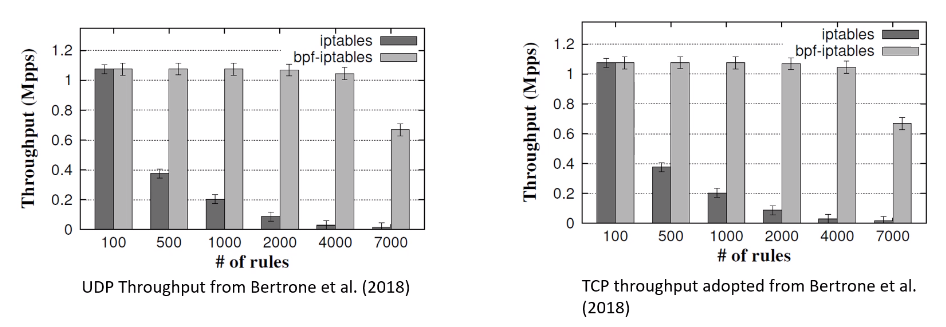 iptables
bpf-iptables
Throughput (Mpps)
1.2
1
0.8
0.6
0.4
0.2
0
100 500 1000 2000 4000 7000
# of rules
UDP Throughput from Bertrone et al. (2018)
iptables
bpf-iptables
Throughput (Mpps)
1.2
1
0.8
0.6
0.4
0.2
0
100 500 1000 2000 4000 7000
# of rules
TCP throughput adopted from Bertrone et al.
(2018)